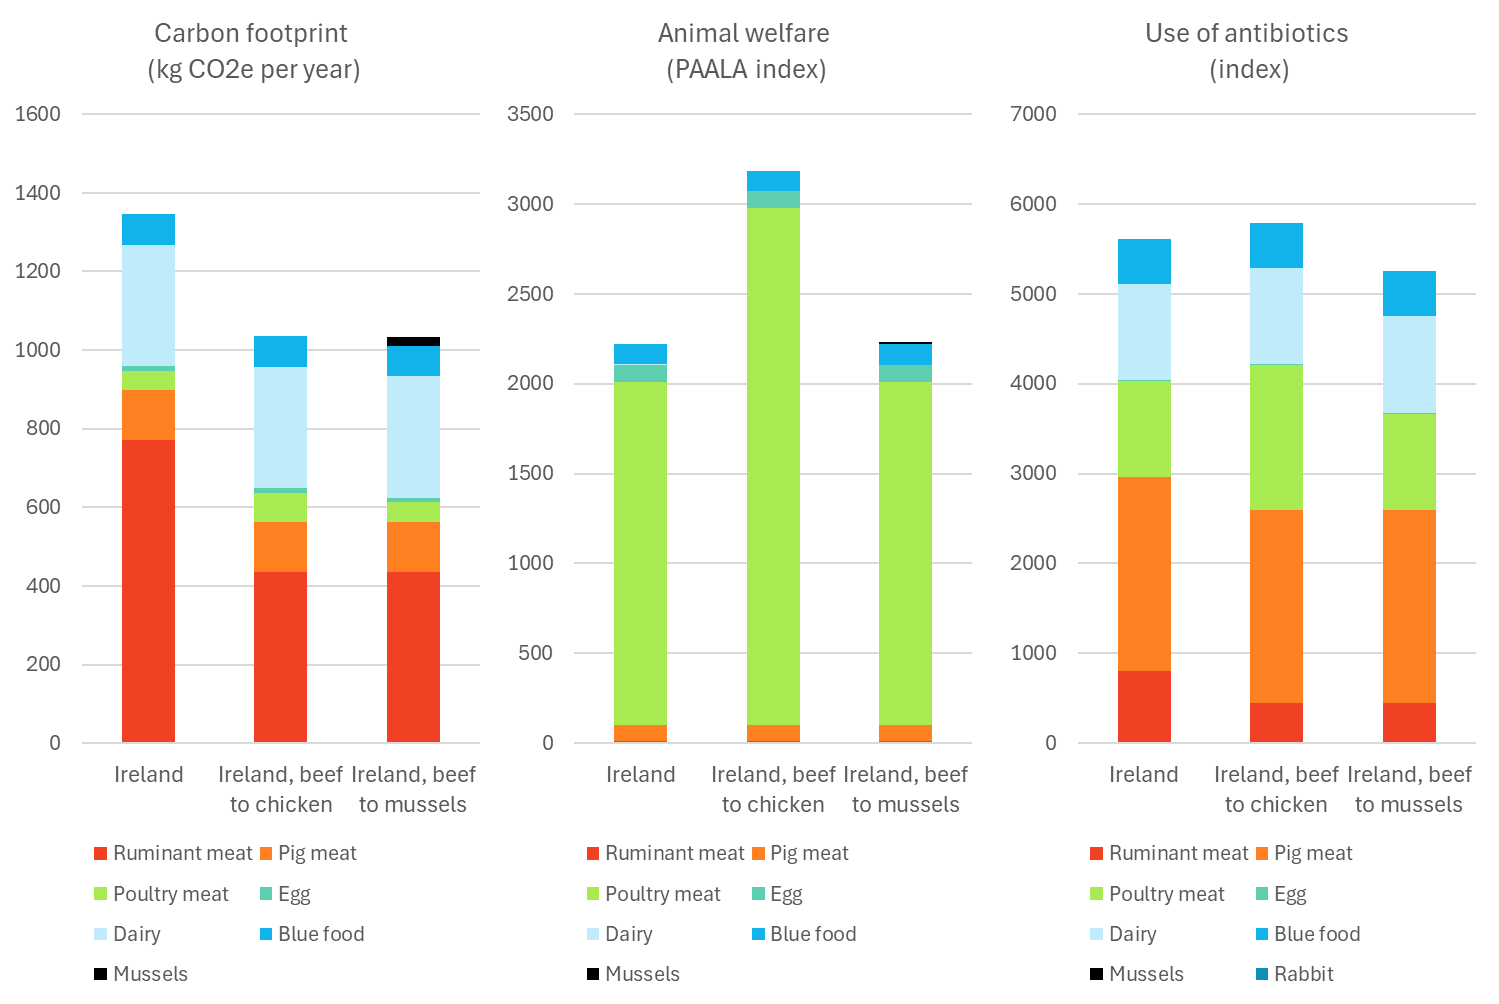 Carbon footprint
(kg CO2e per year)
1600
1400
1200
1000
800
600
400
200
0
Ireland
Ireland, beef
to chicken
Ireland, beef
to mussels
Ruminant meat
Pig meat
Poultry meat
Egg
Dairy
Blue food
Mussels
Animal welfare
(PAALA index)
3500
3000
2500
2000
1500
1000
500
0
Ireland
Ireland, beef
to chicken
Ireland, beef
to mussels
Ruminant meat
Pig meat
Poultry meat
Egg
Dairy
Blue food
Mussels
Use of antibiotics
(index)
7000
6000
5000
4000
3000
2000
1000
0
Ireland
Ireland, beef
to chicken
Ireland, beef
to mussels
Ruminant meat
Pig meat
Poultry meat
Egg
Dairy
Blue food
Mussels
Rabbit